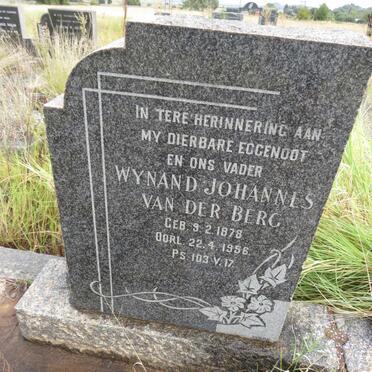 IN TERE HERINNERING AAN
MY DIERBARE EGGENOOT
EN ONS VADER
WYNAND JOHANNES
VAN DER BERG
GEB. 9.2.1878
OORL. 22.4.1956
PS. 103 V. 17.